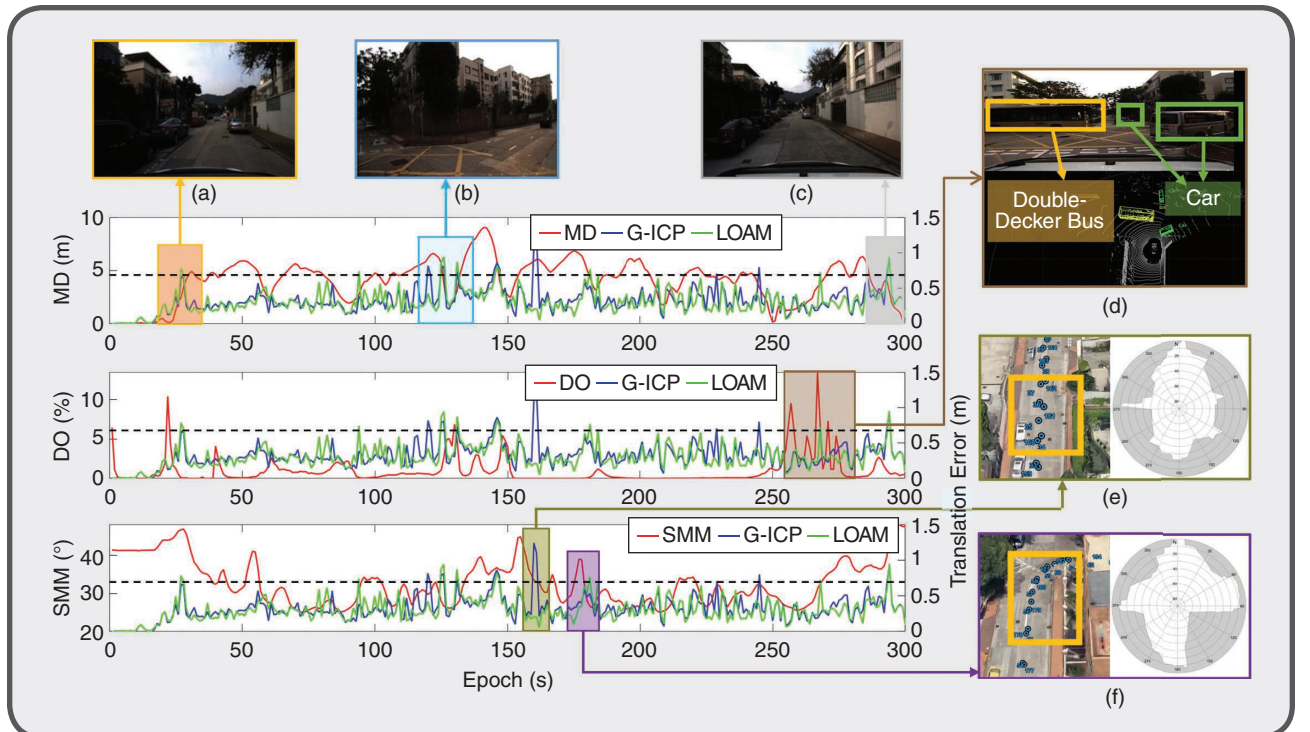 (a)
(b)
(c)
Double-
Decker Bus
Car
(d)
10
5
0
MD (m)
MD G-ICP LOAM
1.5
1
0.5
0
0 50 100 150 200 250 300
10
5
0
DO (%)
DO G-ICP LOAM
1.5
1
0.5
0
0 50 100 150 200 250 300
40
30
20
SMM (°)
SMM G-ICP LOAM
1.5
1
0.5
0
0 50 100 150 200 250 300
Epoch (s)
Translation Error (m)
(e)
(f)